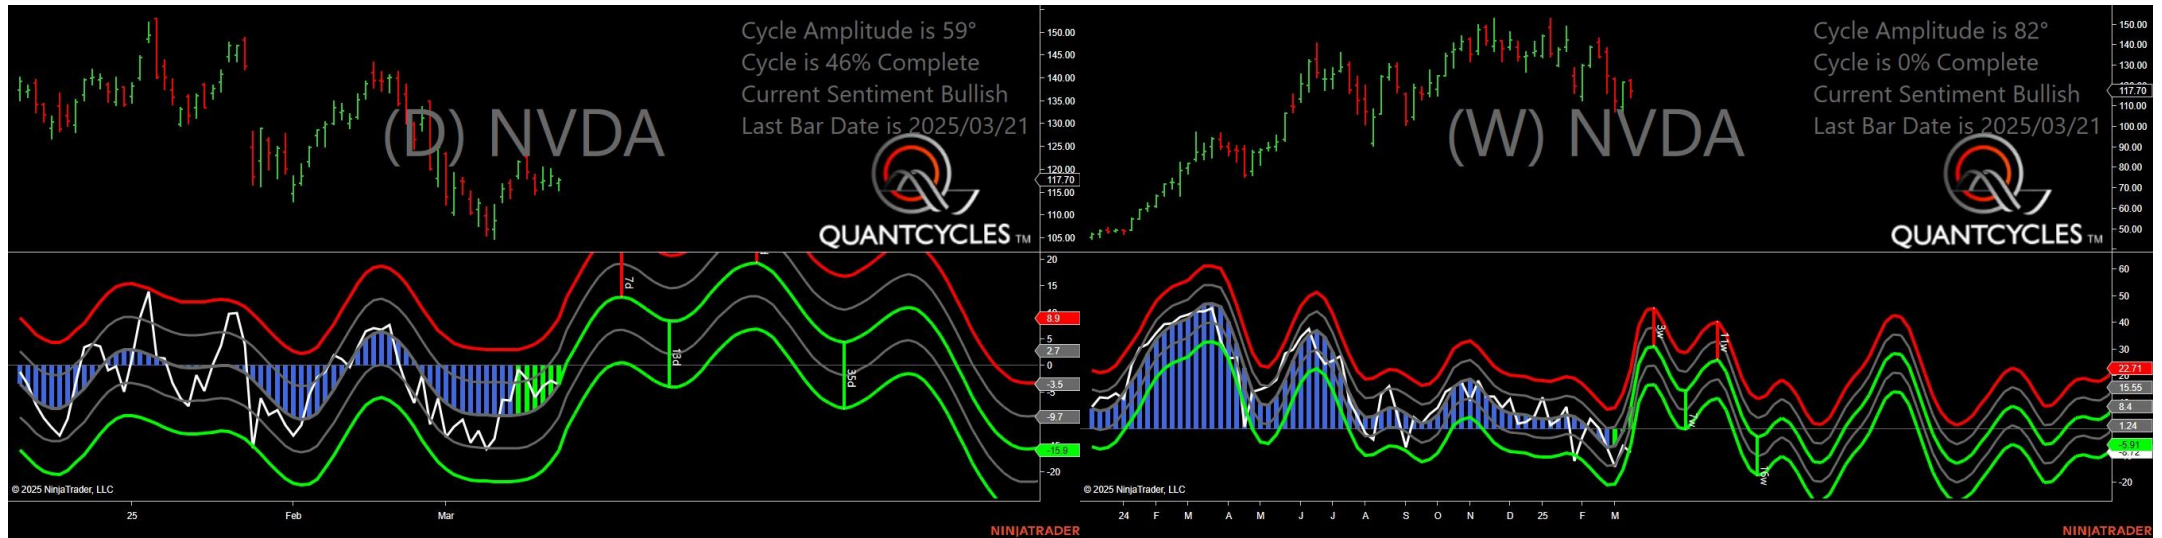 Cycle Amplitude is 59°
Cycle is 46% Complete
Current Sentiment Bullish
Last Bar Date is 2025/03/21
(D) NVDA
QUANTCYCLES TM
150.00
145.00
140.00
135.00
130.00
125.00
120.00
117.70
115.00
110.00
105.00
20
15
8.9
5
2.7
0
-3.5
-5
-9.7
-15.9
-20
7d
13d
35d
© 2025 NinjaTrader, LLC
25 Feb Mar
NINJATRADER
Cycle Amplitude is 82°
Cycle is 0% Complete
Current Sentiment Bullish
Last Bar Date is 2025/03/21
(W) NVDA
QUANTCYCLES TM
150.00
140.00
130.00
117.70
110.00
100.00
90.00
80.00
70.00
60.00
50.00
60
50
40
30
22.71
15.55
8.4
1.24
-5.91
-20
3w
7w
11w
16w
© 2025 NinjaTrader, LLC
24 F M A M J J A S O N D 25 F M
NINJATRADER